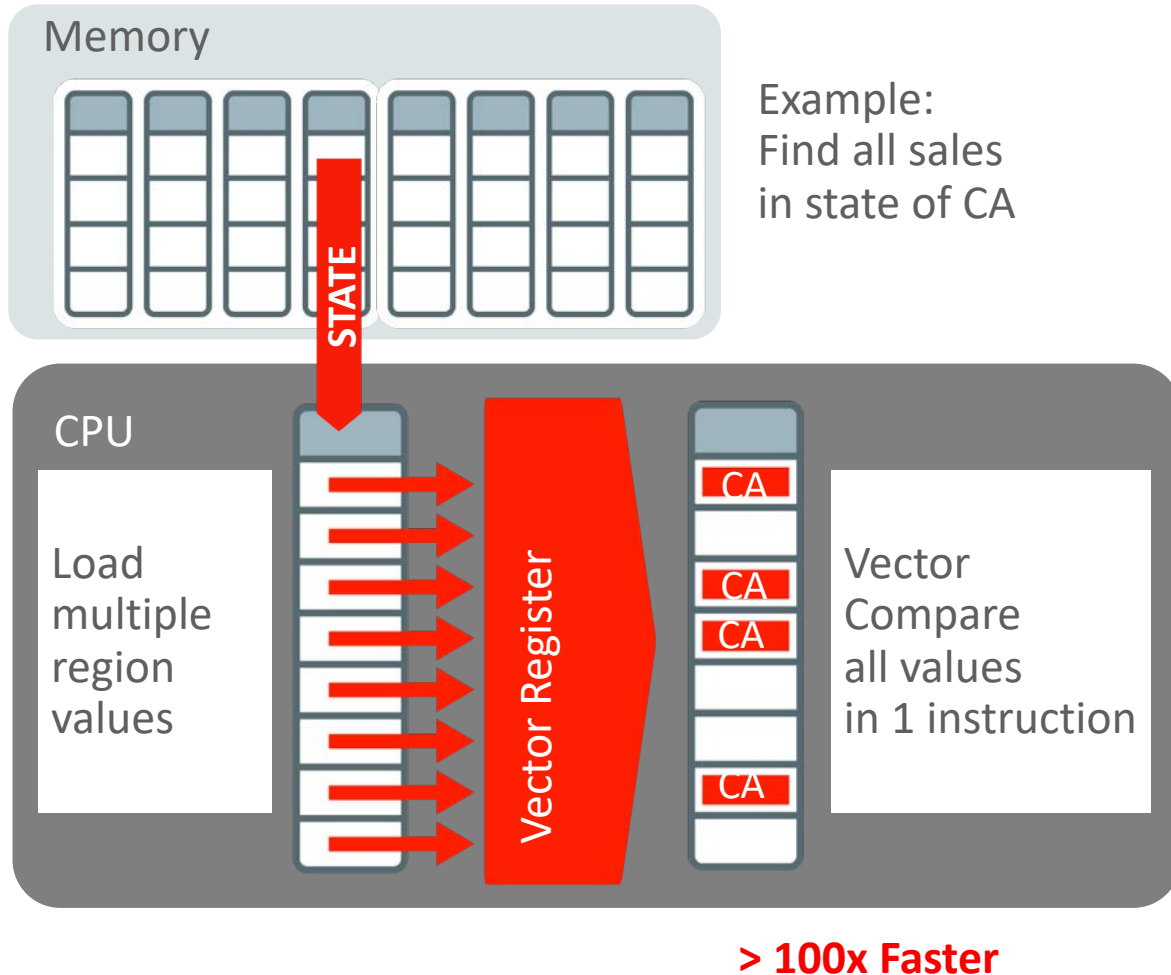 Memory
Example:
Find all sales
in state of CA
STATE
CPU
Load
multiple
region
values
Vector Register
CA
CA
CA
CA
Vector
Compare
all values
in 1 instruction
> 100x Faster